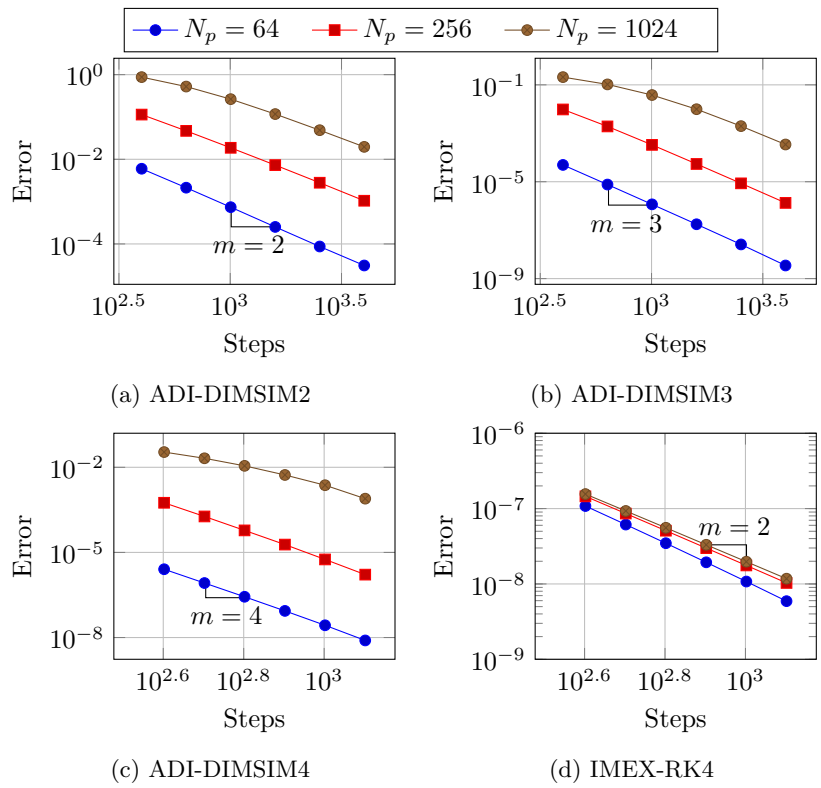 N_p = 64 N_p = 256 N_p = 1024
10^0
10^{-2}
10^{-4}
Error
m = 2
10^{2.5} 10^3 10^{3.5}
Steps
(a) ADI-DIMSIM2
10^{-1}
10^{-5}
10^{-9}
Error
m = 3
10^{2.5} 10^3 10^{3.5}
Steps
(b) ADI-DIMSIM3
10^{-2}
10^{-5}
10^{-8}
Error
m = 4
10^{2.6} 10^{2.8} 10^3
Steps
(c) ADI-DIMSIM4
10^{-6}
10^{-7}
10^{-8}
10^{-9}
Error
m = 2
10^{2.6} 10^{2.8} 10^3
Steps
(d) IMEX-RK4